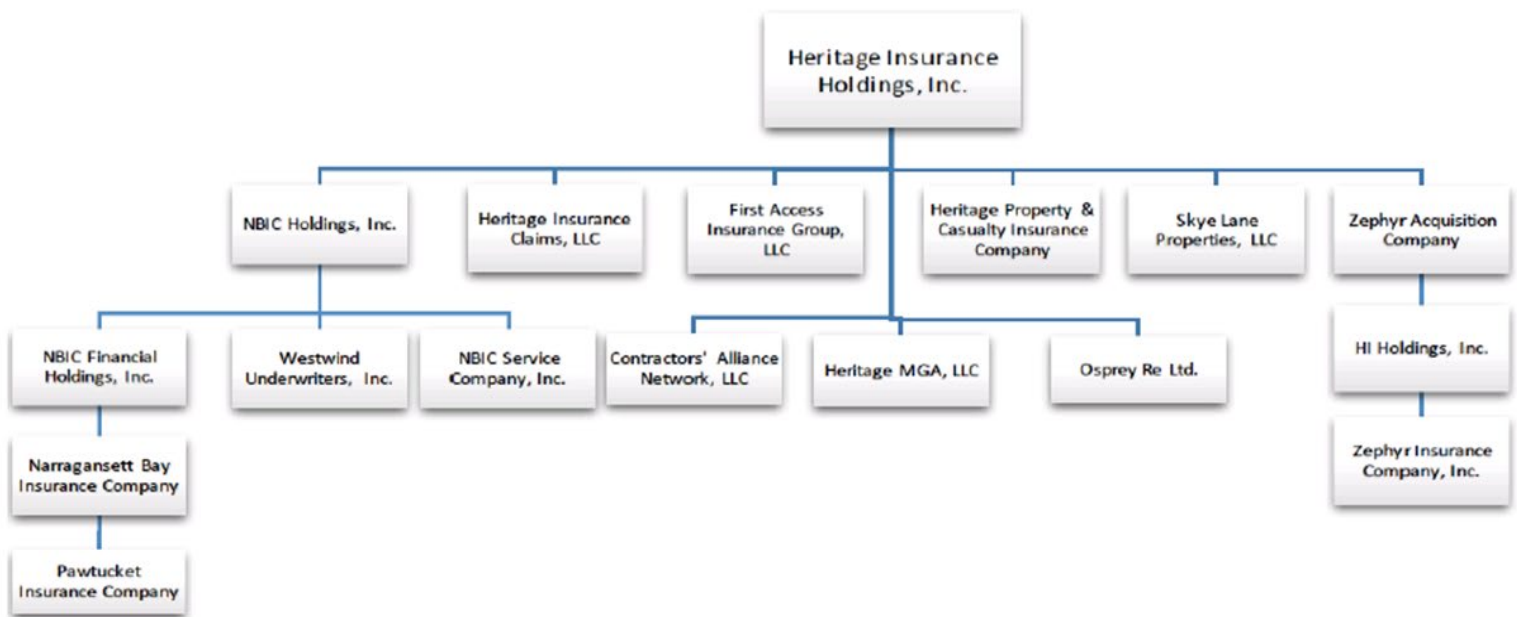 Heritage Insurance
Holdings, Inc.
NBIC Holdings, Inc.
Heritage Insurance
Claims, LLC
First Access
Insurance Group,
LLC
Heritage Property &
Casualty Insurance
Company
Skye Lane
Properties, LLC
Zephyr Acquisition
Company
NBIC Financial
Holdings, Inc.
Westwind
Underwriters, Inc.
NBIC Service
Company, Inc.
Contractors' Alliance
Network, LLC
Heritage MGA, LLC
Osprey Re Ltd.
HI Holdings, Inc.
Narragansett Bay
Insurance Company
Zephyr Insurance
Company, Inc.
Pawtucket
Insurance Company